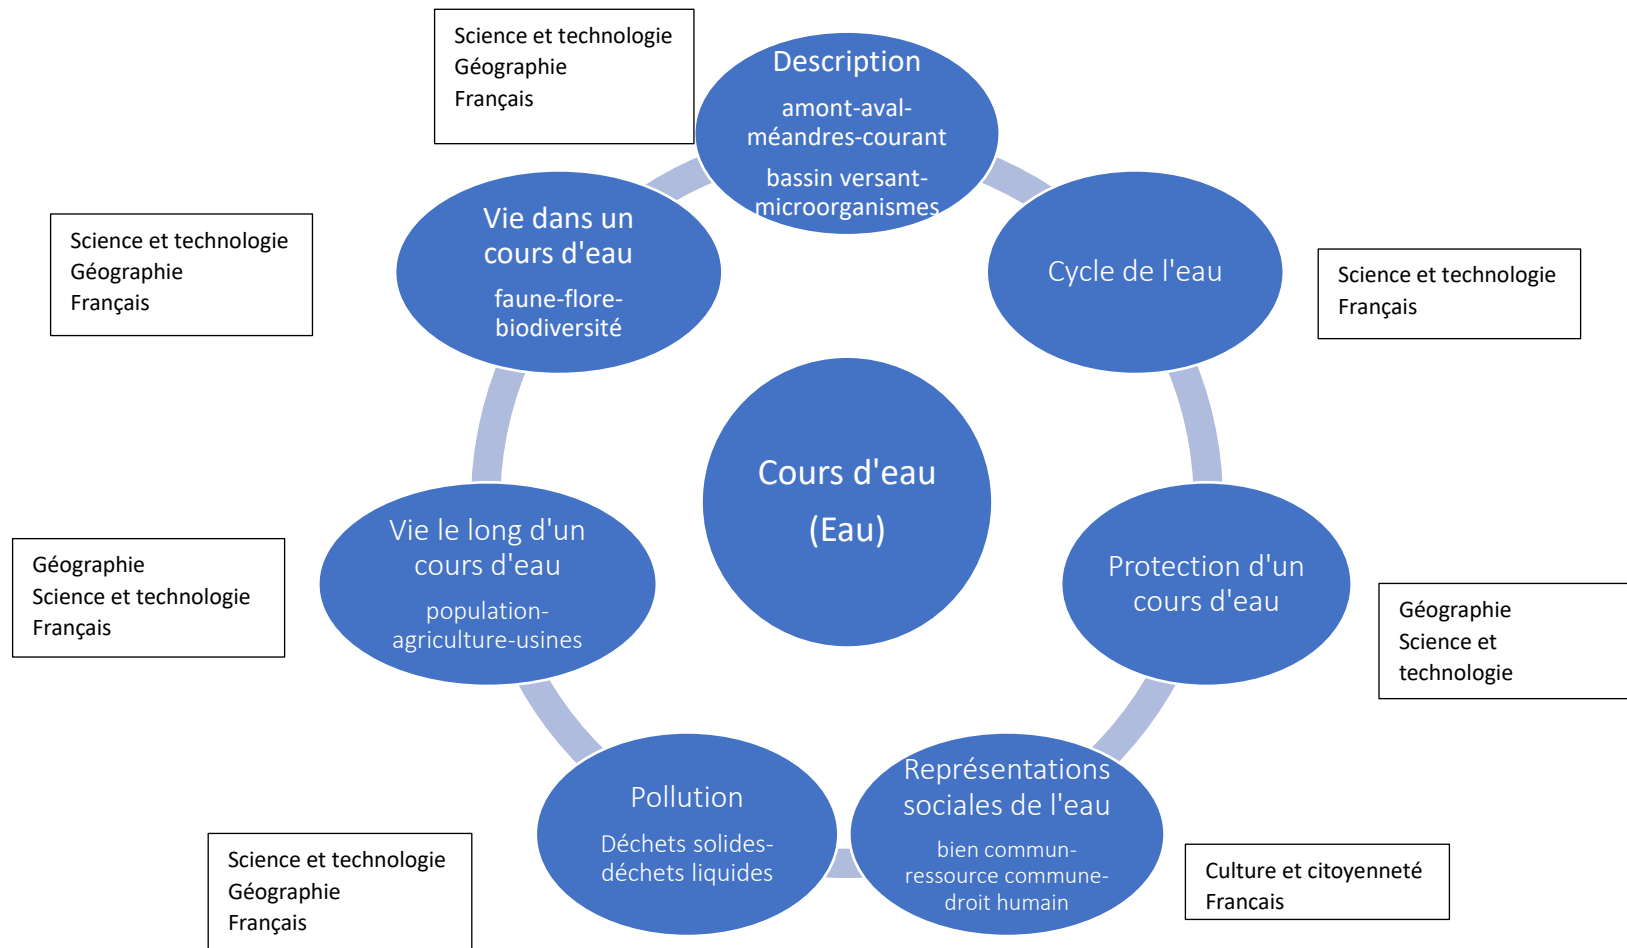 Science et technologie
Géographie
Français
Description
amont-aval-
méandres-courant
bassin versant-
microorganismes
Vie dans un
cours d'eau
faune-flore-
biodiversité
Science et technologie
Géographie
Français
Cycle de l'eau
Science et technologie
Français
Cours d'eau
(Eau)
Vie le long d'un
cours d'eau
population-
agriculture-usines
Géographie
Science et technologie
Français
Protection d'un
cours d'eau
Géographie
Science et
technologie
Pollution
Déchets solides-
déchets liquides
Science et technologie
Géographie
Français
Représentations
sociales de l'eau
bien commun-
ressource commune-
droit humain
Culture et citoyenneté
Français